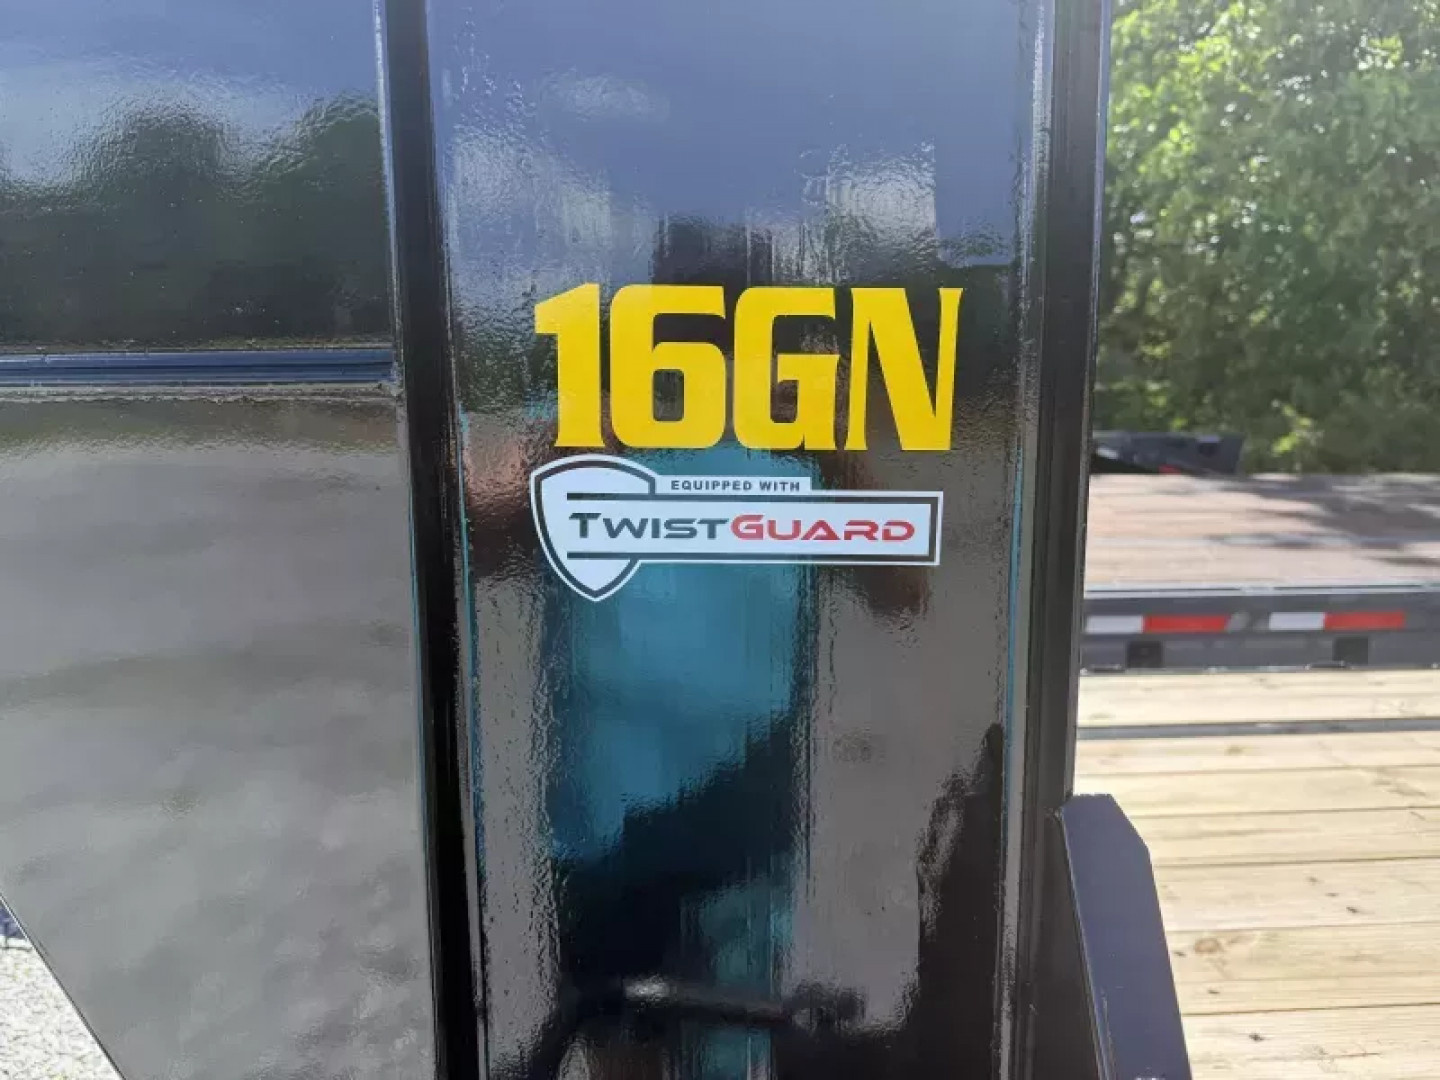 16GN
EQUIPPED WITH
TWISTGUARD